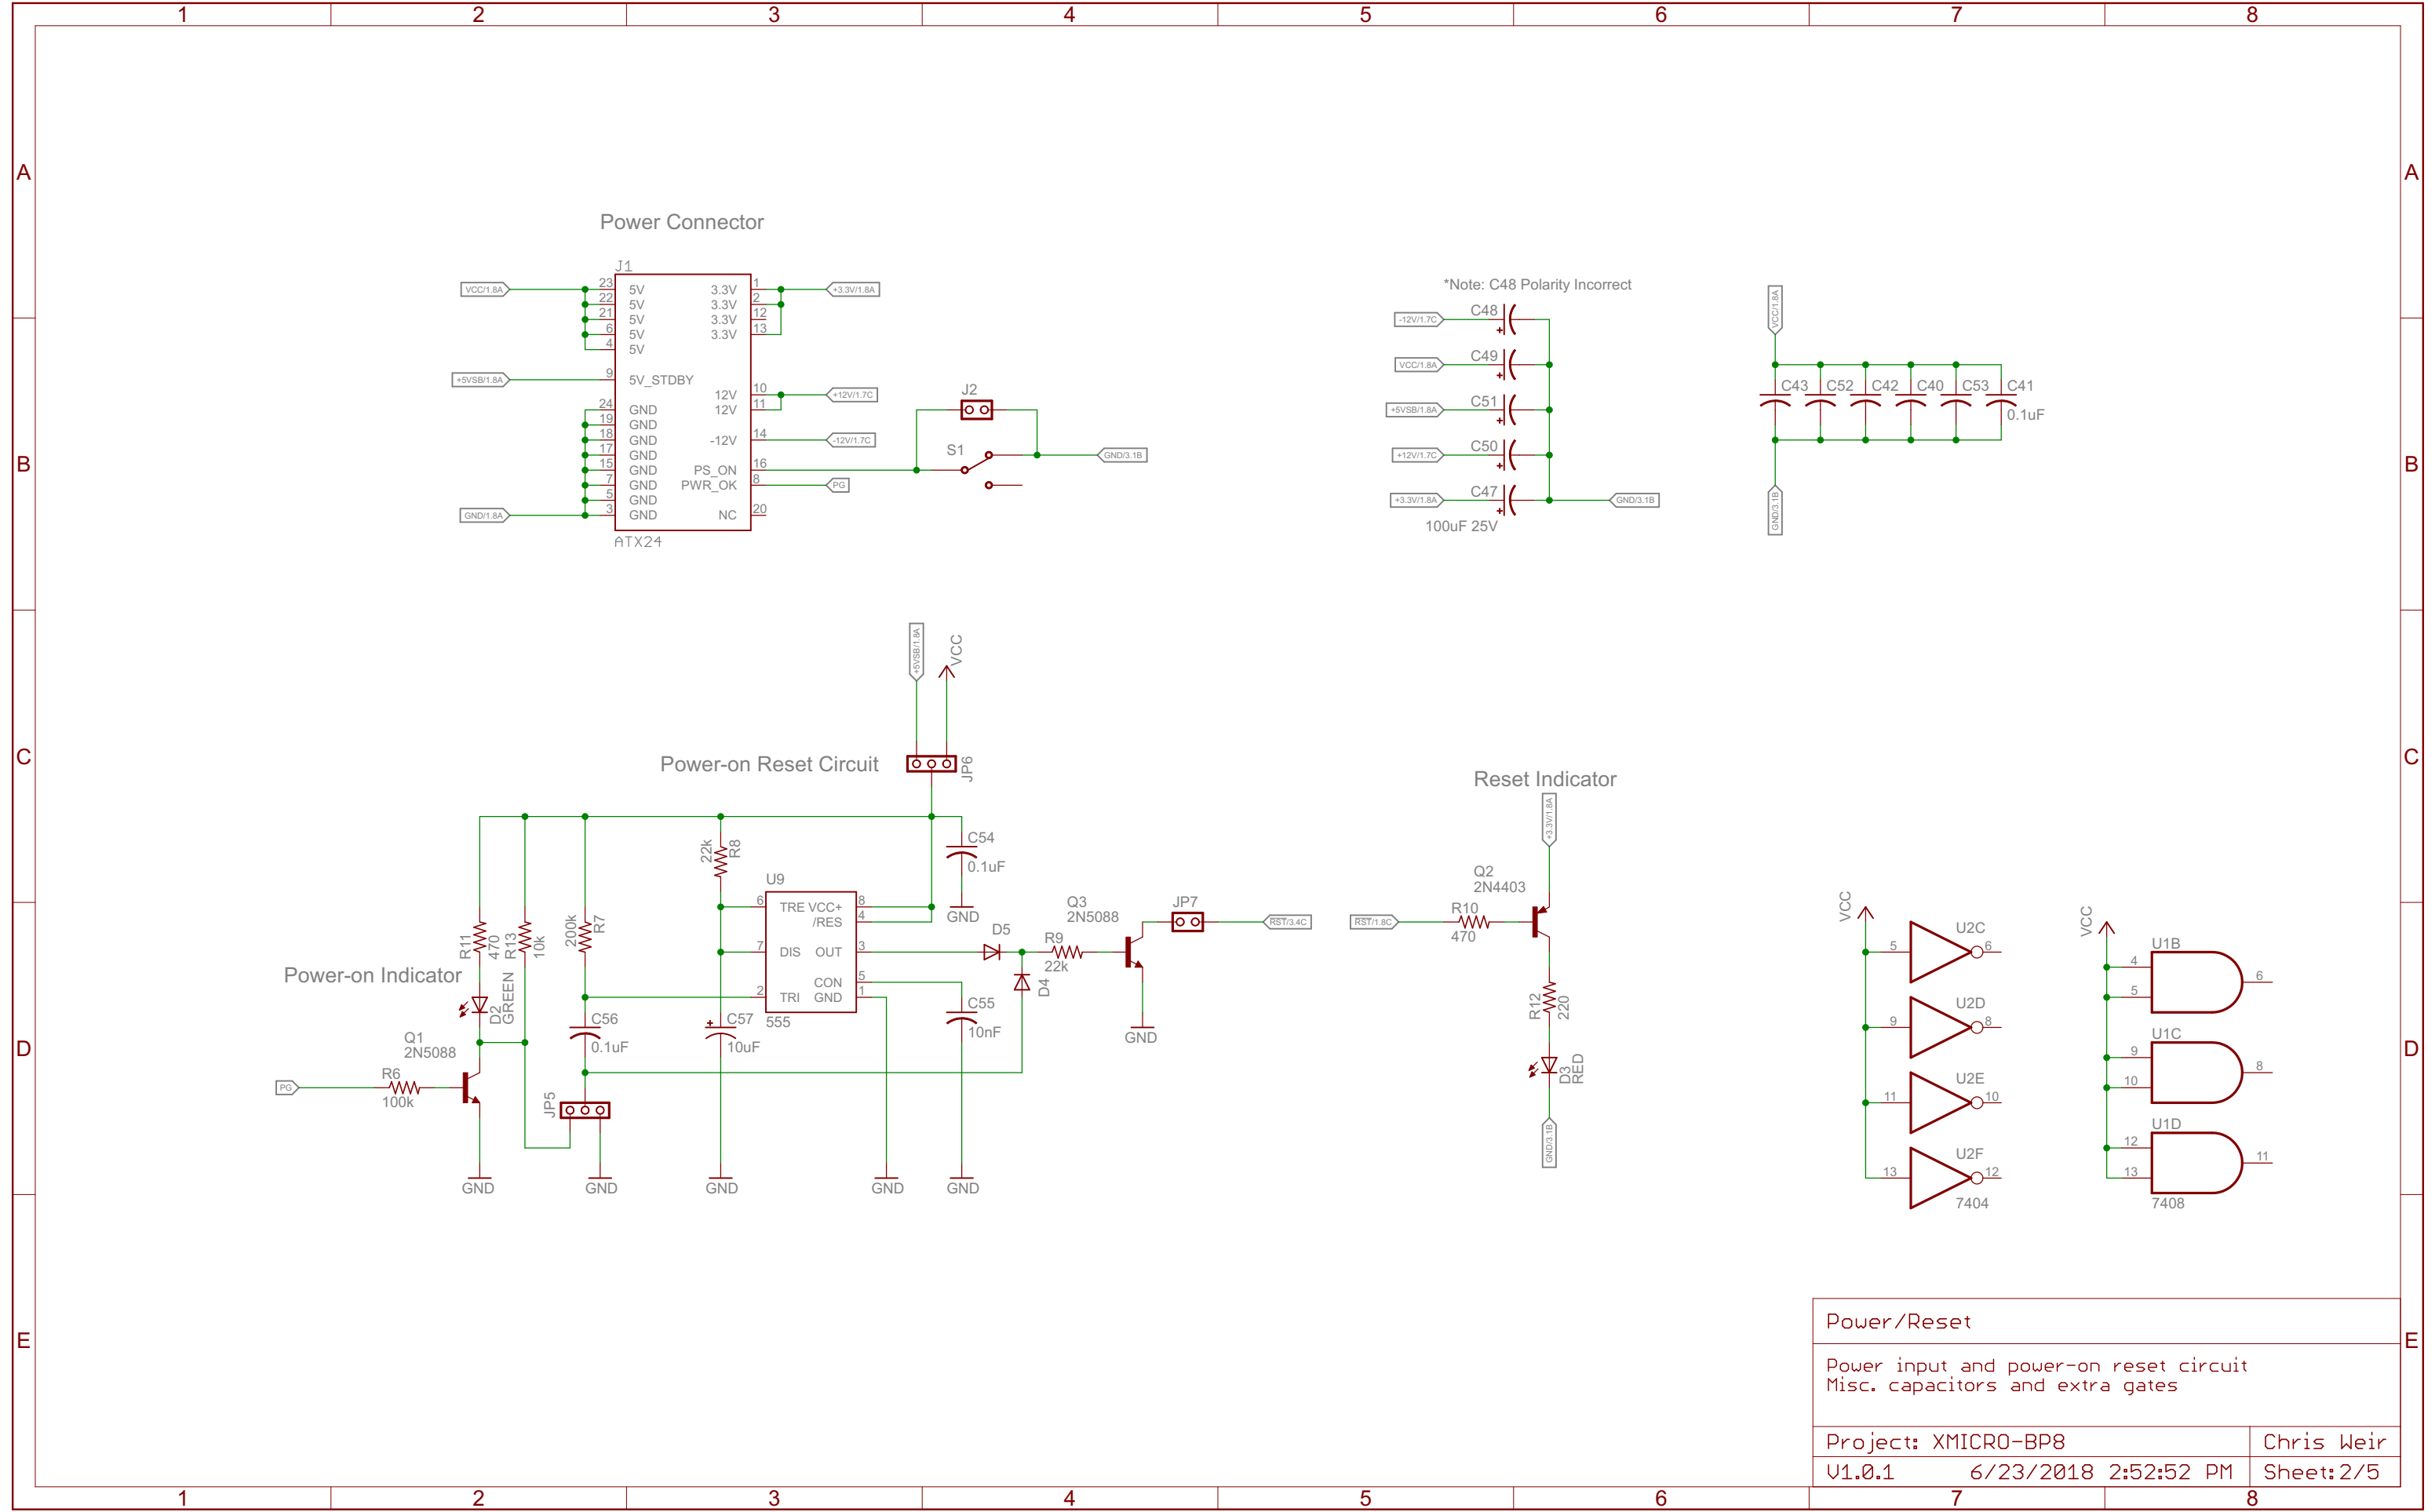 1 2 3 4 5 6 7 8
A A
Power Connector
J1
VCC/1.8A
23 5V 3.3V 1
+3.3V/1.8A
22 5V 3.3V 2
21 5V 3.3V 12
6 5V 3.3V 13
4 5V
+5VSB/1.8A
9 5V_STDBY
12V 10
+12V/1.7C
24 GND 12V 11
19 GND
18 GND -12V 14
-12V/1.7C
17 GND
15 GND PS_ON 16
7 GND PWR_OK 8
PG
5 GND
GND/1.8A
3 GND NC 20
ATX24
J2
S1
GND/3.1B
*Note: C48 Polarity Incorrect
-12V/1.7C
C48
+
VCC/1.8A
C49
+
+5VSB/1.8A
C51
+
+12V/1.7C
C50
+
+3.3V/1.8A
C47
+
GND/3.1B
100uF 25V
VCC/1.8A
C43 C52 C42 C40 C53 C41
0.1uF
GND/3.1B
B B
C C
+5VSB/1.8A
VCC
Power-on Reset Circuit
JP6
22k
R8
C54
0.1uF
GND
U9
6 TRE VCC+ 8
/RES 4
7 DIS OUT 3
CON 5
2 TRI GND 1
555
R11
470
R13
10k
200k
R7
Power-on Indicator
D2
GREEN
C56
0.1uF
+
C57
10uF
C55
10nF
D5
D4
R9
22k
Q3
2N5088
JP7
RST/3.4C
GND
Q1
2N5088
PG
R6
100k
JP5
GND GND GND GND GND
Reset Indicator
+3.3V/1.8A
Q2
2N4403
RST/1.8C
R10
470
R12
220
D3
RED
GND/3.1B
VCC
U2C
5 6
U2D
9 8
U2E
11 10
U2F
13 12
7404
VCC
U1B
4
5
6
U1C
9
10
8
U1D
12
13
11
7408
D D
E E
Power/Reset
Power input and power-on reset circuit
Misc. capacitors and extra gates
Project: XMICRO-BP8 Chris Weir
V1.0.1 6/23/2018 2:52:52 PM Sheet: 2/5
1 2 3 4 5 6 7 8